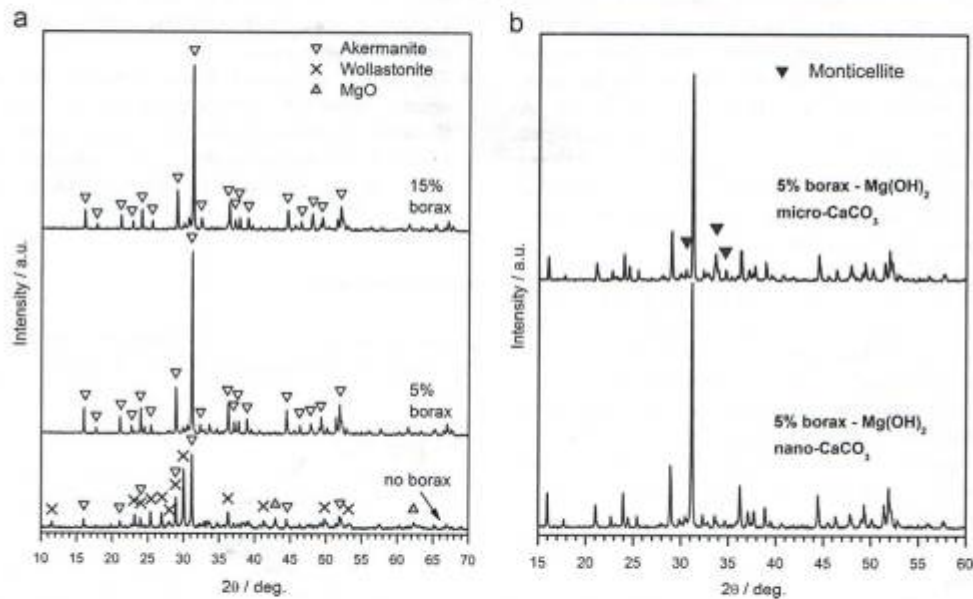 a
▽ Akermanite
× Wollastonite
△ MgO
15%
borax
5%
borax
no borax
Intensity / a.u.
10 15 20 25 30 35 40 45 50 55 60 65 70
2θ / deg.
b
▼ Monticellite
5% borax - Mg(OH)₂
micro-CaCO₃
5% borax - Mg(OH)₂
nano-CaCO₃
Intensity / a.u.
15 20 25 30 35 40 45 50 55 60
2θ / deg.